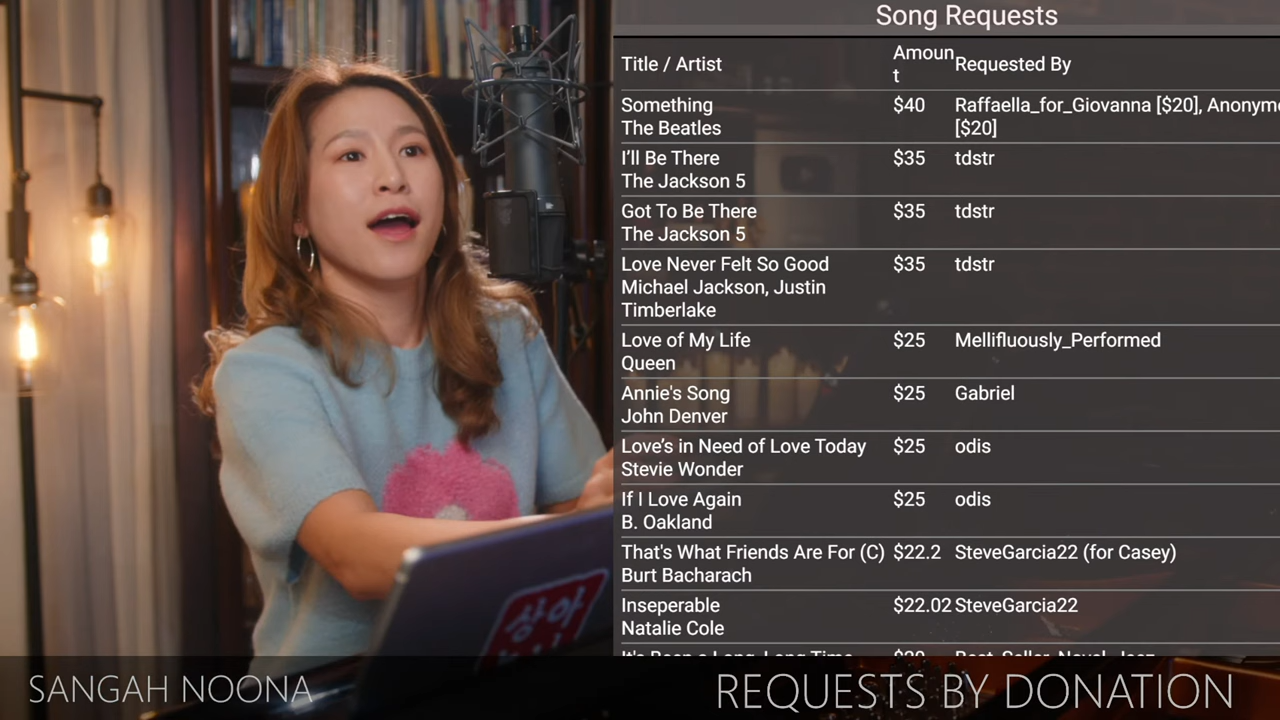 Song Requests
Title / Artist
Amoun
t
Requested By
Something
The Beatles
$40
Raffaella_for_Giovanna [$20], Anonym
[$20]
I'll Be There
The Jackson 5
$35
tdstr
Got To Be There
The Jackson 5
$35
tdstr
Love Never Felt So Good
Michael Jackson, Justin
Timberlake
$35
tdstr
Love of My Life
Queen
$25
Mellifluously_Performed
Annie's Song
John Denver
$25
Gabriel
Love's in Need of Love Today
Stevie Wonder
$25
odis
If I Love Again
B. Oakland
$25
odis
That's What Friends Are For (C)
Burt Bacharach
$22.2
SteveGarcia22 (for Casey)
Inseperable
Natalie Cole
$22.02
SteveGarcia22
상아
SANGAH NOONA
REQUESTS BY DONATION